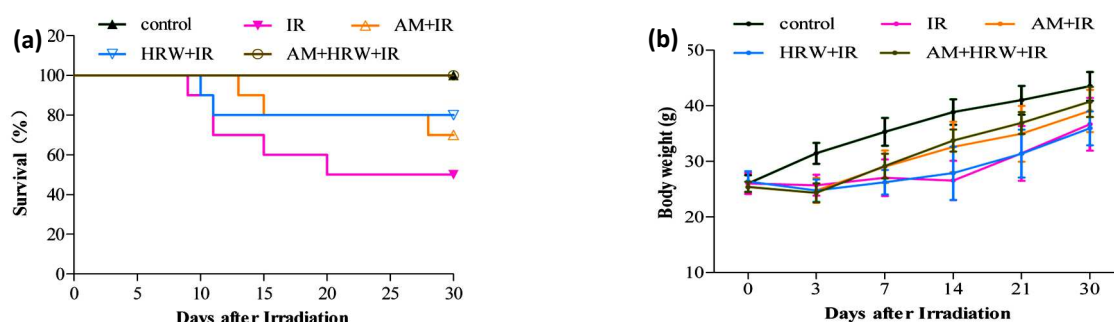 (a)
control IR AM+IR
HRW+IR AM+HRW+IR
Survival (%)
20
100
80
60
40
20
0
0 5 10 15 20 25 30
Days after Irradiation
(b)
control IR AM+IR
HRW+IR AM+HRW+IR
Body weight (g)
50
40
30
20
10
0 3 7 14 21 30
Days after Irradiation